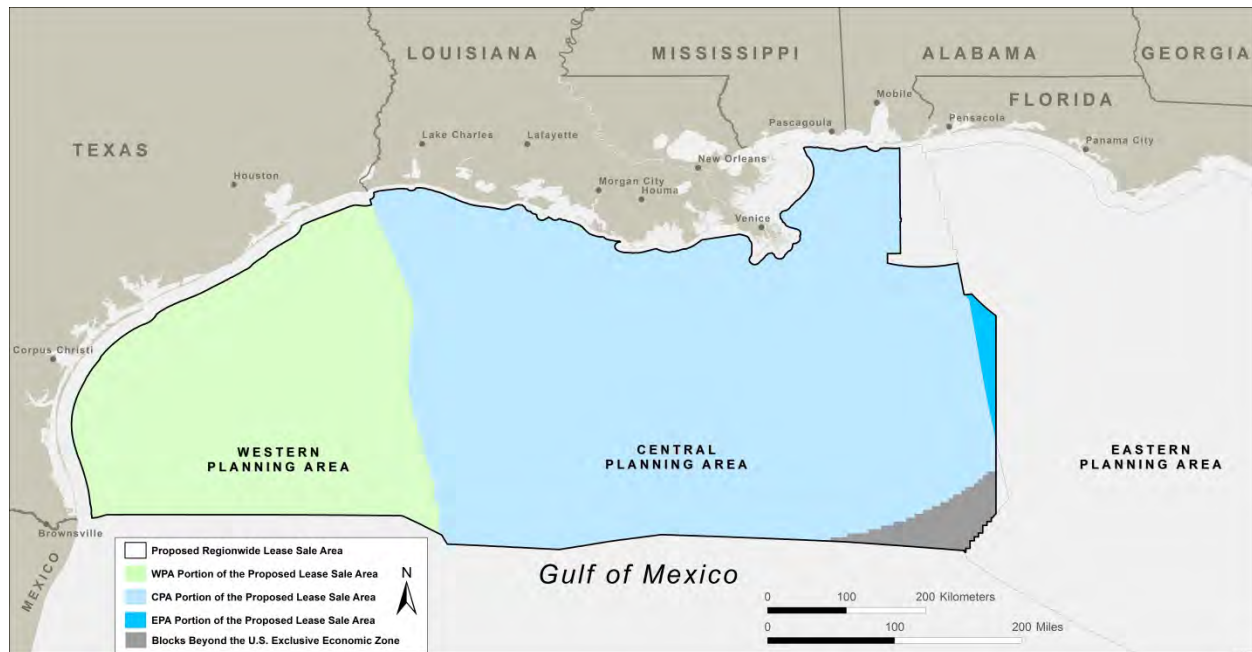 LOUISIANA
MISSISSIPPI
ALABAMA
GEORGIA
Mobile
FLORIDA
Pascagoula
Pensacola
Lake Charles
Lafayette
Panama City
TEXAS
New Orleans
Houston
Morgan City
Houma
Venice
Corpus Christi
WESTERN
PLANNING AREA
CENTRAL
PLANNING AREA
EASTERN
PLANNING AREA
Brownsville
MEXICO
Proposed Regionwide Lease Sale Area
WPA Portion of the Proposed Lease Sale Area
CPA Portion of the Proposed Lease Sale Area
EPA Portion of the Proposed Lease Sale Area
Blocks Beyond the U.S. Exclusive Economic Zone
N
Gulf of Mexico
0 100 200 Kilometers
0 100 200 Miles